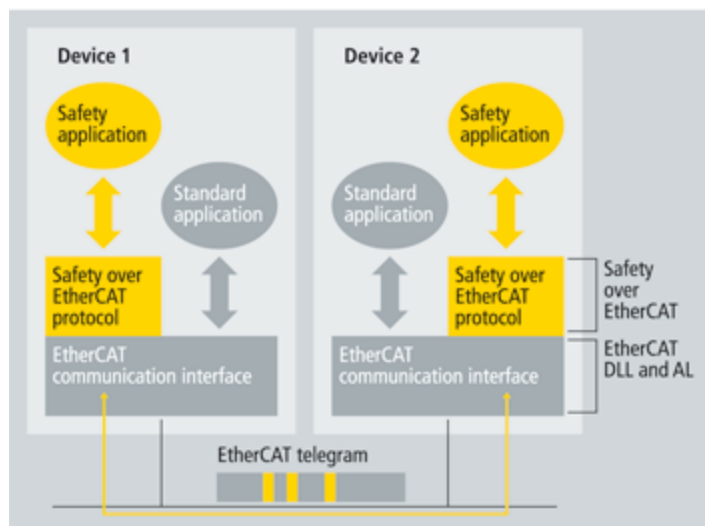 Device 1
Safety
application
Standard
application
Safety over
EtherCAT
protocol
EtherCAT
communication interface
Device 2
Safety
application
Standard
application
Safety over
EtherCAT
protocol
EtherCAT
communication interface
Safety
over
EtherCAT
EtherCAT
DLL and AL
EtherCAT telegram